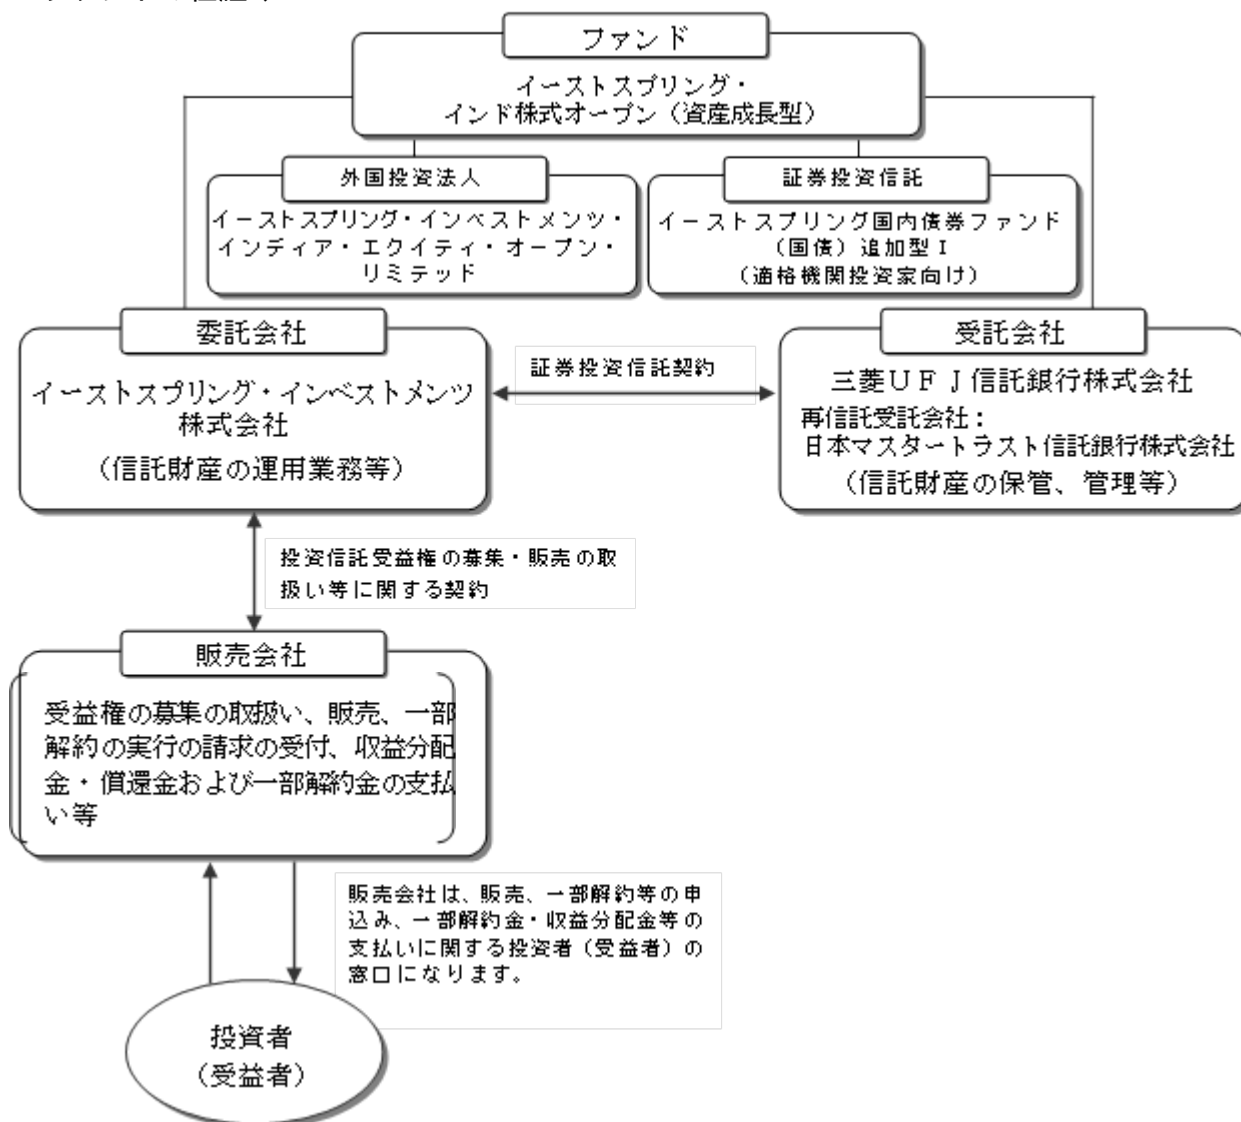 ファンド
イーストスプリング・
インド株式オープン（資産成長型）
外国投資法人
イーストスプリング・インベストメンツ・
インディア・エクイティ・オープン・
リミテッド
証券投資信託
イーストスプリング国内債券ファンド
（国債）追加型Ｉ
（適格機関投資家向け）
委託会社
イーストスプリング・インベストメンツ
株式会社
（信託財産の運用業務等）
証券投資信託契約
受託会社
三菱ＵＦＪ信託銀行株式会社
再信託受託会社：
日本マスタートラスト信託銀行株式会社
（信託財産の保管、管理等）
投資信託受益権の募集・販売の取
扱い等に関する契約
販売会社
受益権の募集の取扱い、販売、一部
解約の実行の請求の受付、収益分配
金・償還金および一部解約金の支払
い等
販売会社は、販売、一部解約等の申
込み、一部解約金・収益分配金等の
支払いに関する投資者（受益者）の
窓口になります。
投資者
（受益者）